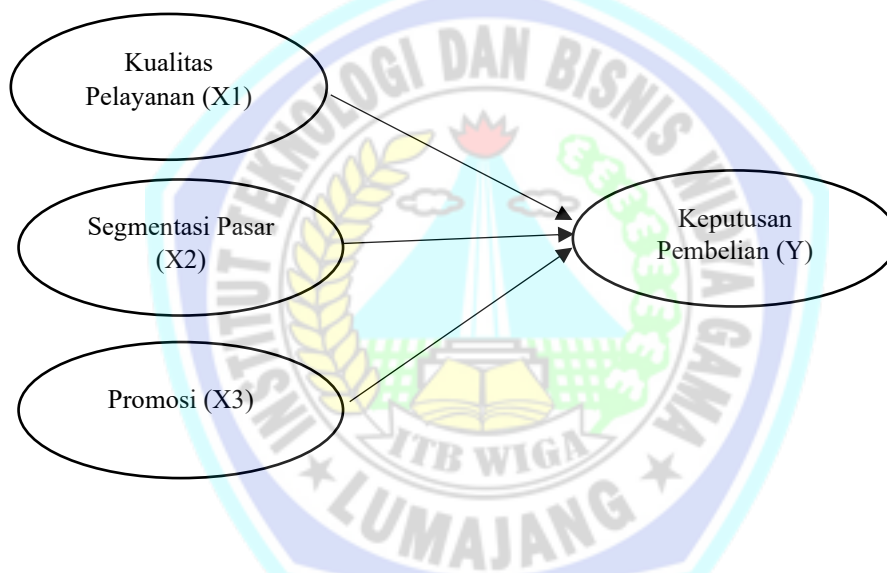 Kualitas
Pelayanan (X1)
Segmentasi Pasar
(X2)
Promosi (X3)
Keputusan
Pembelian (Y)
INSTITUT TEKNOLOGI DAN BISNIS WIDYA GAMA
ITB WIGA
LUMAJANG